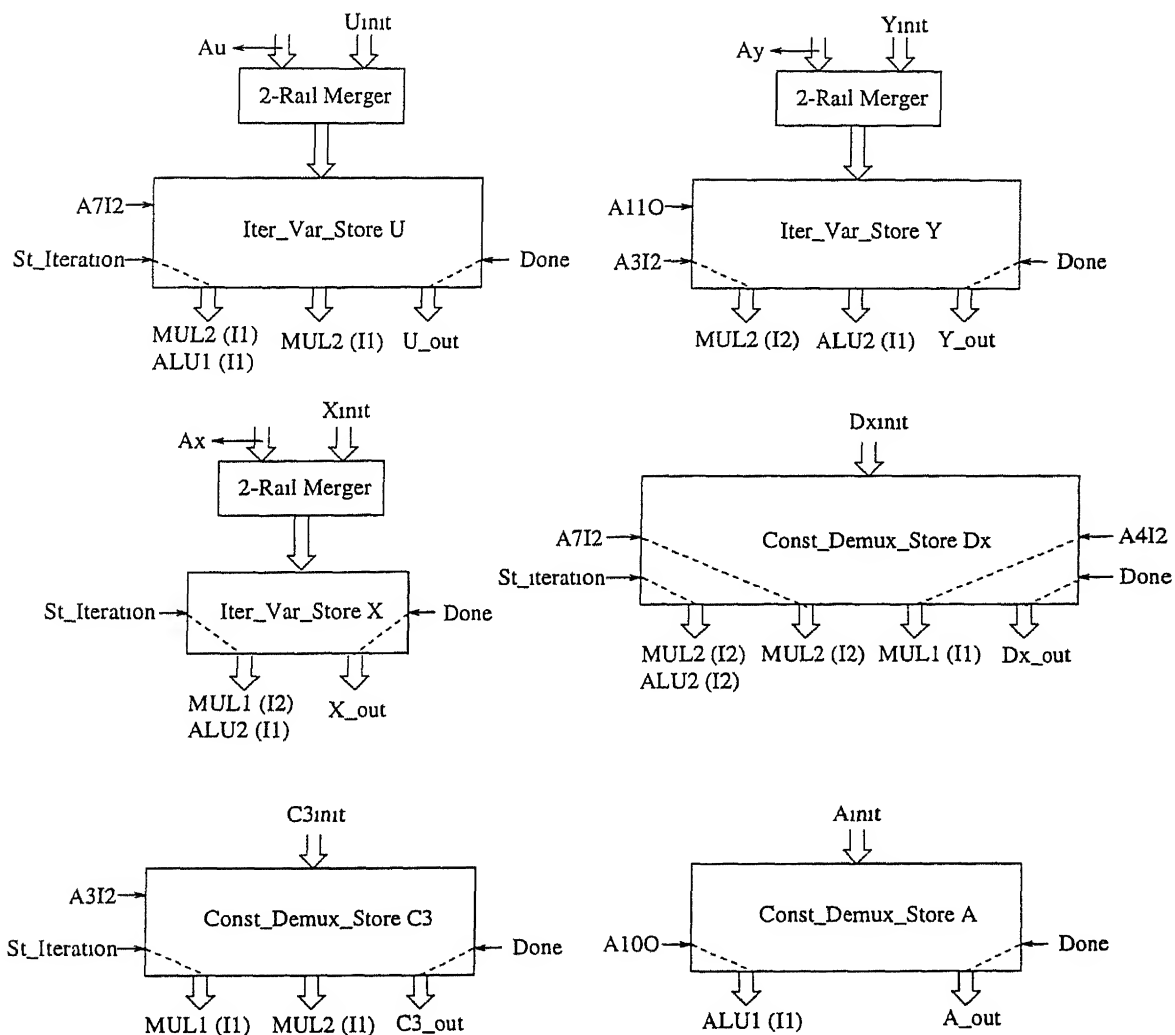 Uinit
Au
2-Rail Merger
A7I2
Iter_Var_Store U
St_Iteration
Done
MUL2 (I1)
ALU1 (I1)
MUL2 (I1)
U_out
Yinit
Ay
2-Rail Merger
A11O
Iter_Var_Store Y
A3I2
Done
MUL2 (I2)
ALU2 (I1)
Y_out
Xinit
Ax
2-Rail Merger
St_Iteration
Iter_Var_Store X
Done
MUL1 (I2)
ALU2 (I1)
X_out
Dxinit
A7I2
Const_Demux_Store Dx
A4I2
St_iteration
Done
MUL2 (I2)
ALU2 (I2)
MUL2 (I2)
MUL1 (I1)
Dx_out
C3init
A3I2
Const_Demux_Store C3
St_Iteration
Done
MUL1 (I1)
MUL2 (I1)
C3_out
Ainit
Const_Demux_Store A
A10O
Done
ALU1 (I1)
A_out